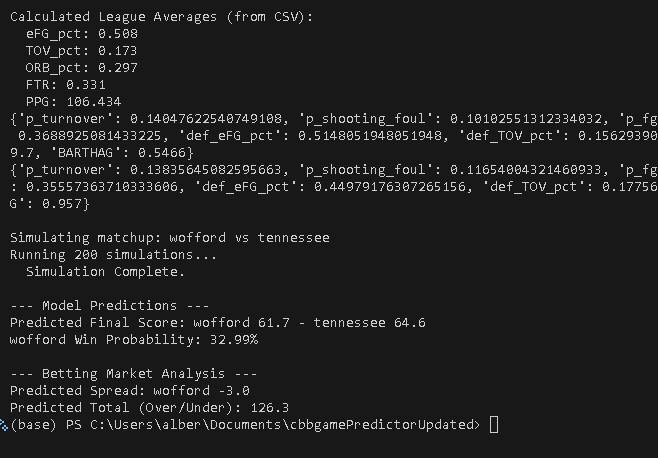 Calculated League Averages (from CSV):
eFG_pct: 0.508
TOV_pct: 0.173
ORB_pct: 0.297
FTR: 0.331
PPG: 106.434
{'p_turnover': 0.14047622540749108, 'p_shooting_foul': 0.10102551312334032, 'p_fg
0.3688925081433225, 'def_eFG_pct': 0.5148051948051948, 'def_TOV_pct': 0.15629390
9.7, 'BARTHAG': 0.5466}
{'p_turnover': 0.13835645082595663, 'p_shooting_foul': 0.11654004321460933, 'p_fg
: 0.35557363710333606, 'def_eFG_pct': 0.44979176307265156, 'def_TOV_pct': 0.17756
G': 0.957}
Simulating matchup: wofford vs tennessee
Running 200 simulations...
Simulation Complete.
--- Model Predictions ---
Predicted Final Score: wofford 61.7 - tennessee 64.6
wofford Win Probability: 32.99%
--- Betting Market Analysis ---
Predicted Spread: wofford -3.0
Predicted Total (Over/Under): 126.3
(base) PS C:\Users\alber\Documents\cbbgamePredictorUpdated>